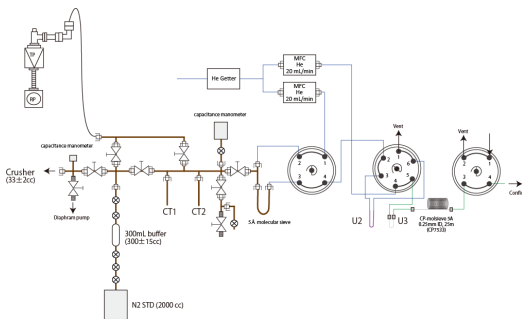 TP
RP
He Getter
MFC
He
20 mL/min
MFC
He
20 mL/min
capacitance manometer
capacitance manometer
Crusher
(33±2cc)
Diaphram pump
CT1
CT2
5A molecular sieve
300mL buffer
(300±15cc)
N2 STD (2000 cc)
2
1
3
4
Vent
1
2
6
3
5
4
U2
U3
CP-molsieve 5A
0.25mm ID, 25m
(CP7533)
Vent
2
1
3
4